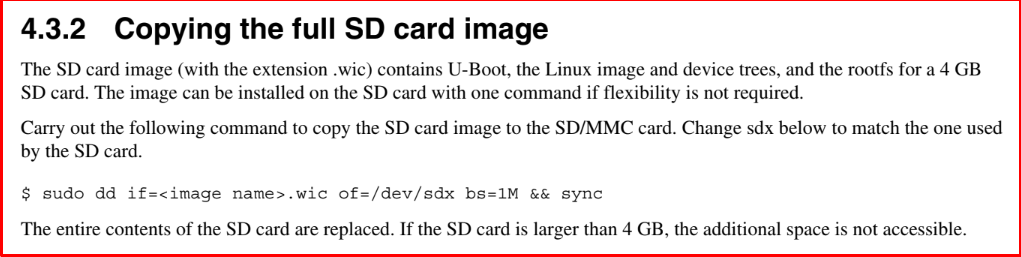 4.3.2 Copying the full SD card image
The SD card image (with the extension .wic) contains U-Boot, the Linux image and device trees, and the rootfs for a 4 GB
SD card. The image can be installed on the SD card with one command if flexibility is not required.
Carry out the following command to copy the SD card image to the SD/MMC card. Change sdx below to match the one used
by the SD card.
$ sudo dd if=<image name>.wic of=/dev/sdx bs=1M && sync
The entire contents of the SD card are replaced. If the SD card is larger than 4 GB, the additional space is not accessible.